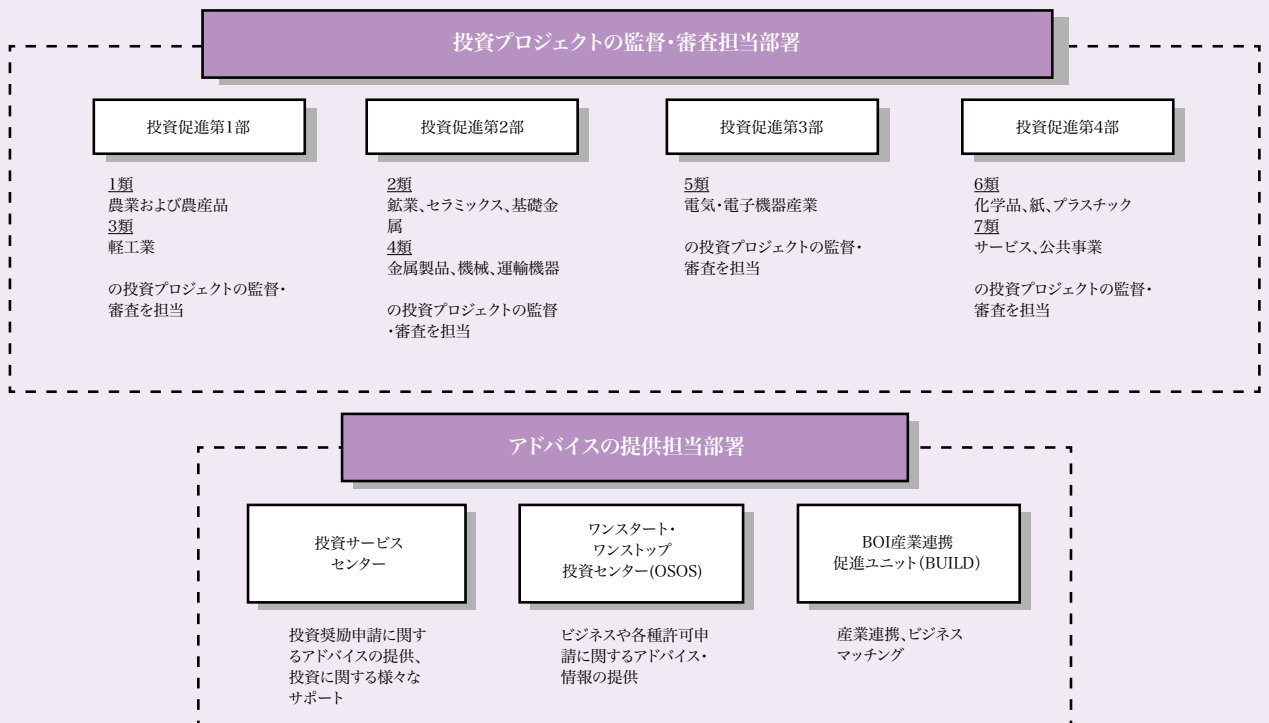 投資プロジェクトの監督・審査担当部署
投資促進第1部
1類
農業および農産品
3類
軽工業
の投資プロジェクトの監督・
審査を担当
投資促進第2部
2類
鉱業、セラミックス、基礎金
属
4類
金属製品、機械、運輸機器
の投資プロジェクトの監督
・審査を担当
投資促進第3部
5類
電気・電子機器産業
の投資プロジェクトの監督・
審査を担当
投資促進第4部
6類
化学品、紙、プラスチック
7類
サービス、公共事業
の投資プロジェクトの監督・
審査を担当
アドバイスの提供担当部署
投資サービス
センター
投資奨励申請に関す
るアドバイスの提供、
投資に関する様々な
サポート
ワンスタート・
ワンストップ
投資センター(OSOS)
ビジネスや各種許可申
請に関するアドバイス・
情報の提供
BOI産業連携
促進ユニット(BUILD)
産業連携、ビジネス
マッチング